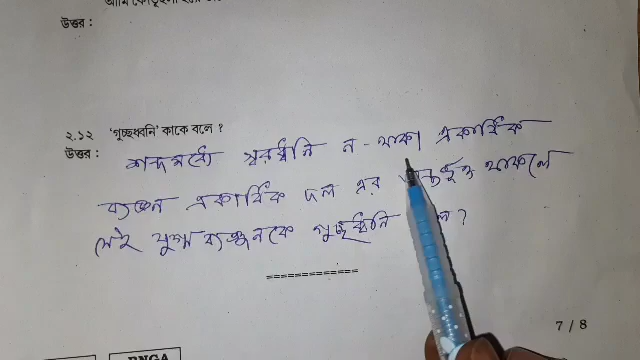 উত্তর :
২.১২ 'গুচ্ছধ্বনি' কাকে বলে ?
উত্তর : শব্দমধ্যে স্বরধ্বনি ন-থাকা একাধিক
ব্যঞ্জন একাধিক দল এর থাকলে
সেই যুগ্ম ব্যঞ্জনকে গুচ্ছধ্বনি ?
7 / 8